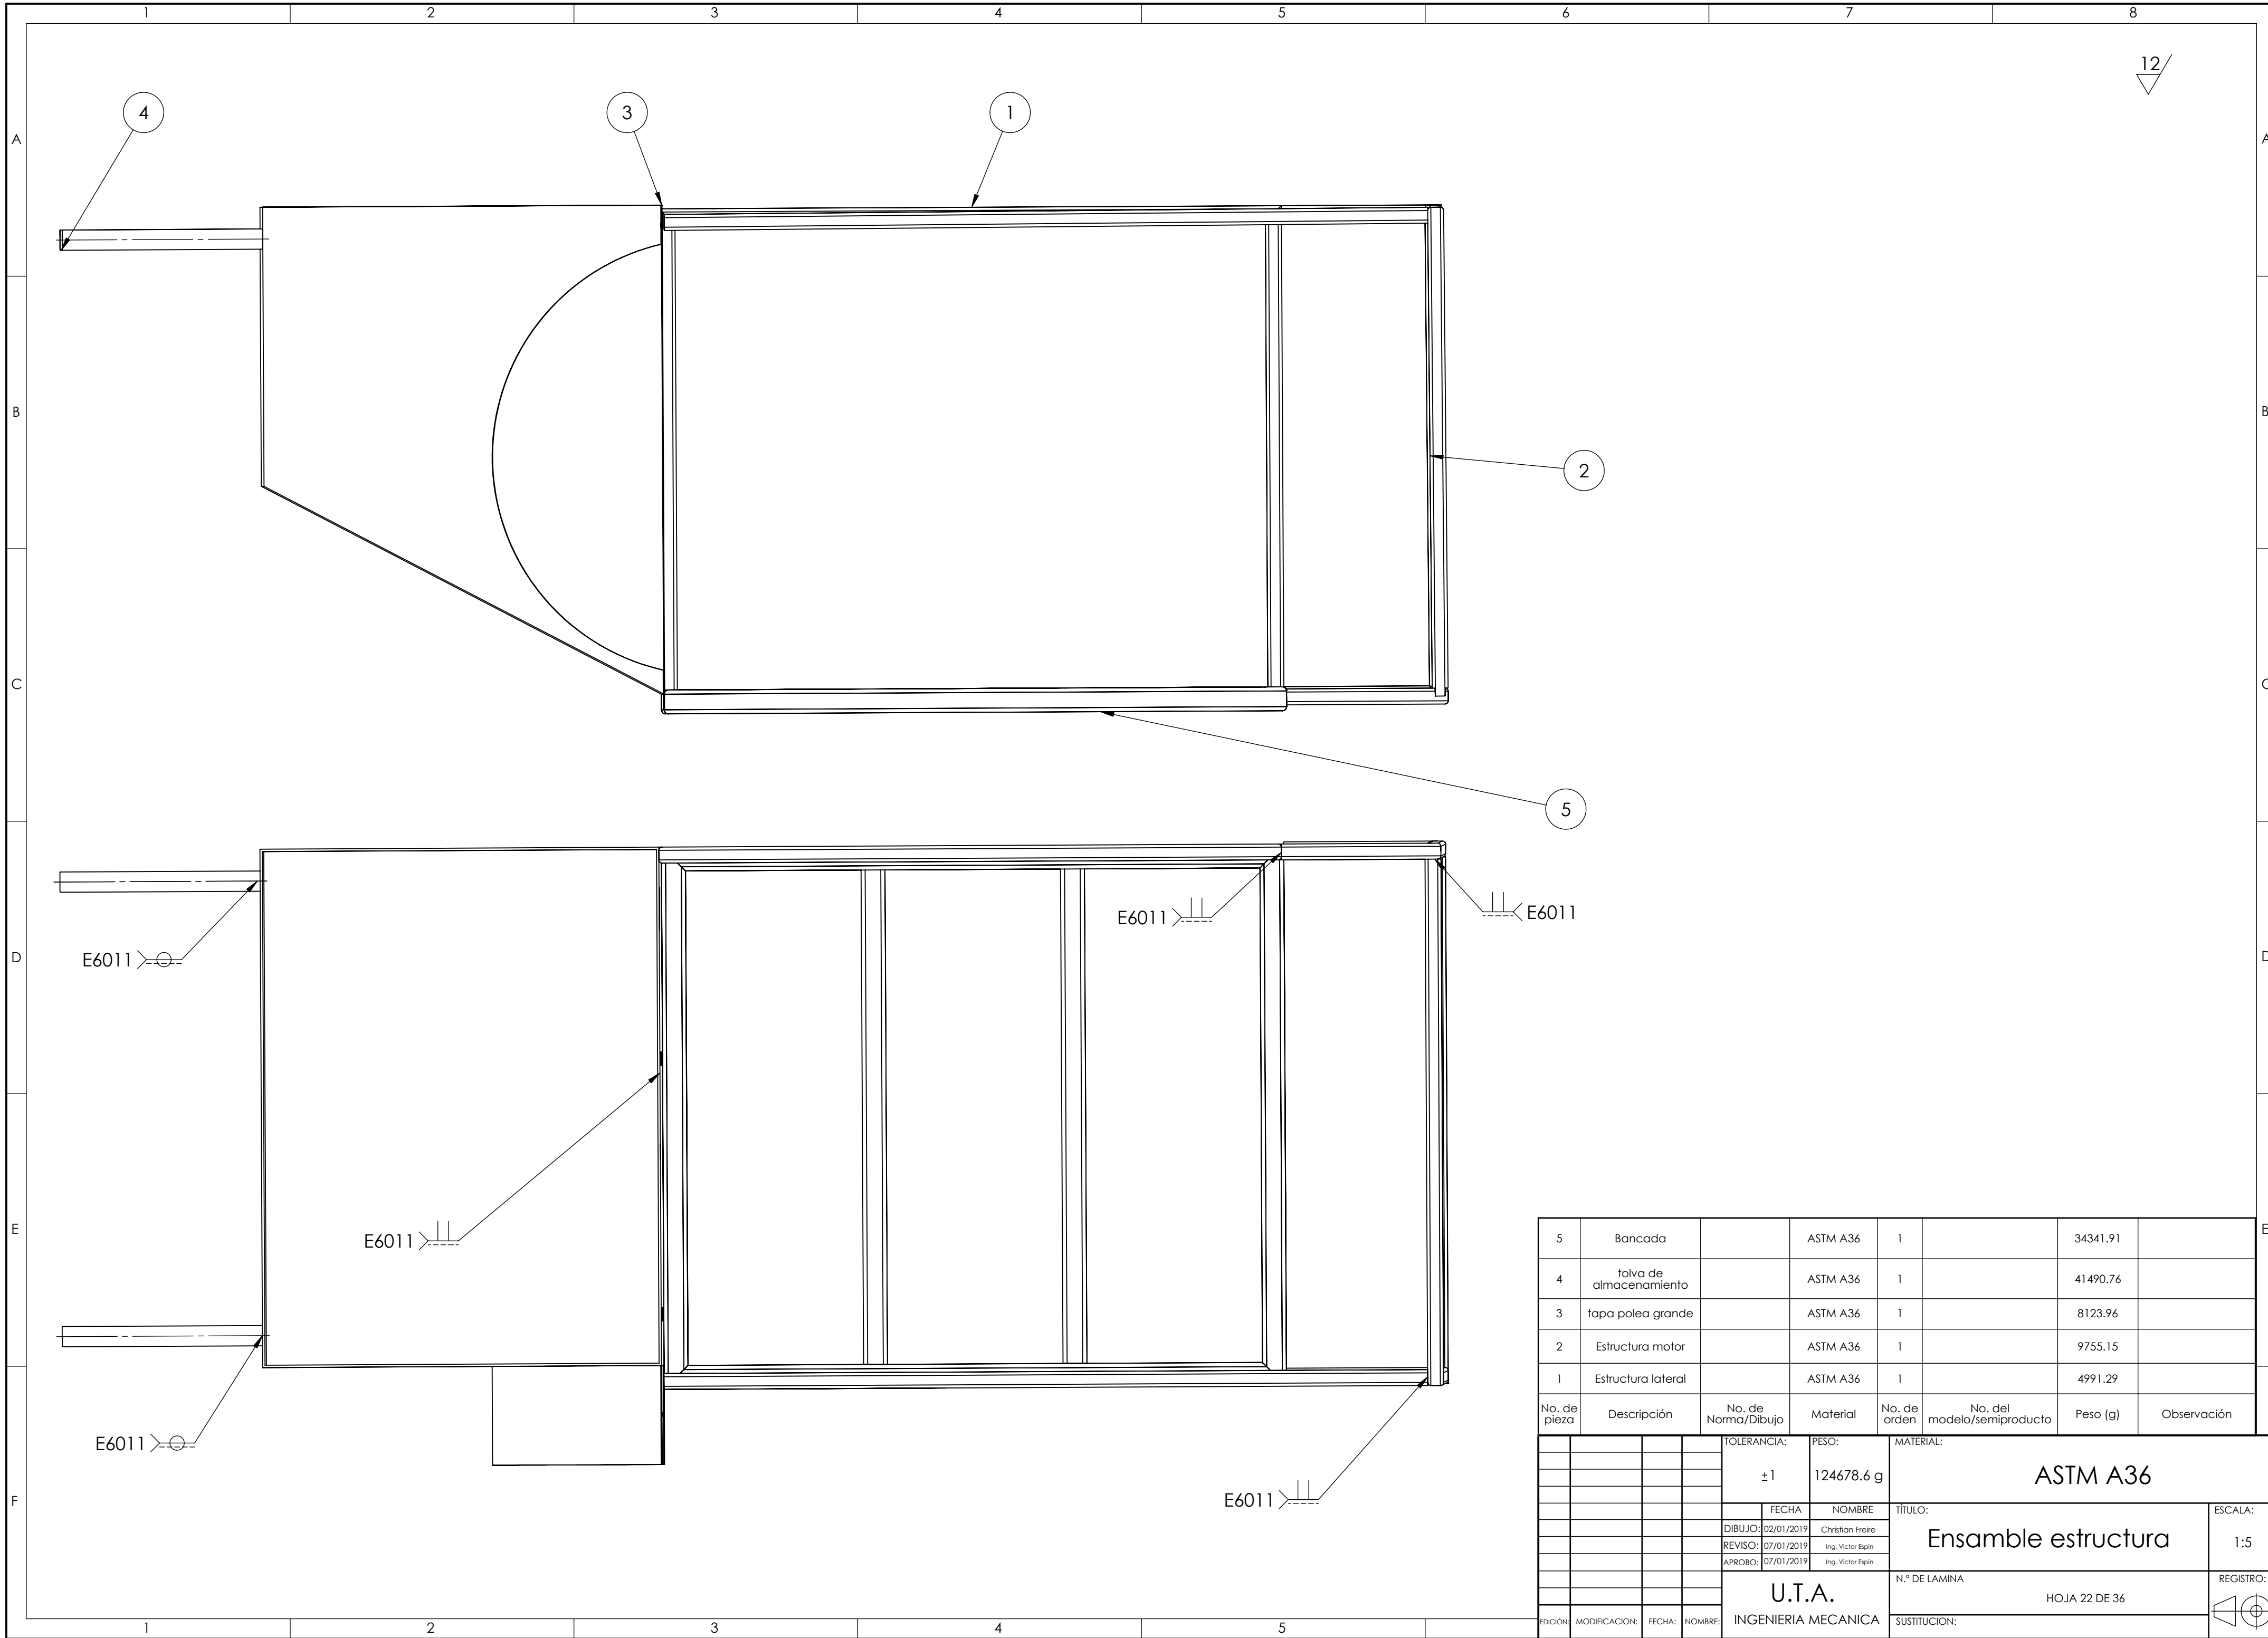 1 2 3 4 5 6 7 8
12
4 3 1
A A
B B
2
C C
5
E6011 E6011
E6011
D D
E6011
E E
E6011
E6011
F
5 Bancada ASTM A36 1 34341.91
4 tolva de almacenamiento ASTM A36 1 41490.76
3 tapa polea grande ASTM A36 1 8123.96
2 Estructura motor ASTM A36 1 9755.15
1 Estructura lateral ASTM A36 1 4991.29
No. de pieza Descripción No. de Norma/Dibujo Material No. de orden No. del modelo/semiproducto Peso (g) Observación
TOLERANCIA: PESO: MATERIAL:
±1 124678.6 g ASTM A36
FECHA NOMBRE TÍTULO: ESCALA:
DIBUJO: 02/01/2019 Christian Freire
REVISO: 07/01/2019 Ing. Victor Espín
APROBO: 07/01/2019 Ing. Victor Espín
Ensamble estructura 1:5
U.T.A.
INGENIERIA MECANICA
N.º DE LAMINA REGISTRO:
HOJA 22 DE 36
SUSTITUCION:
EDICIÓN: MODIFICACION: FECHA: NOMBRE:
1 2 3 4 5